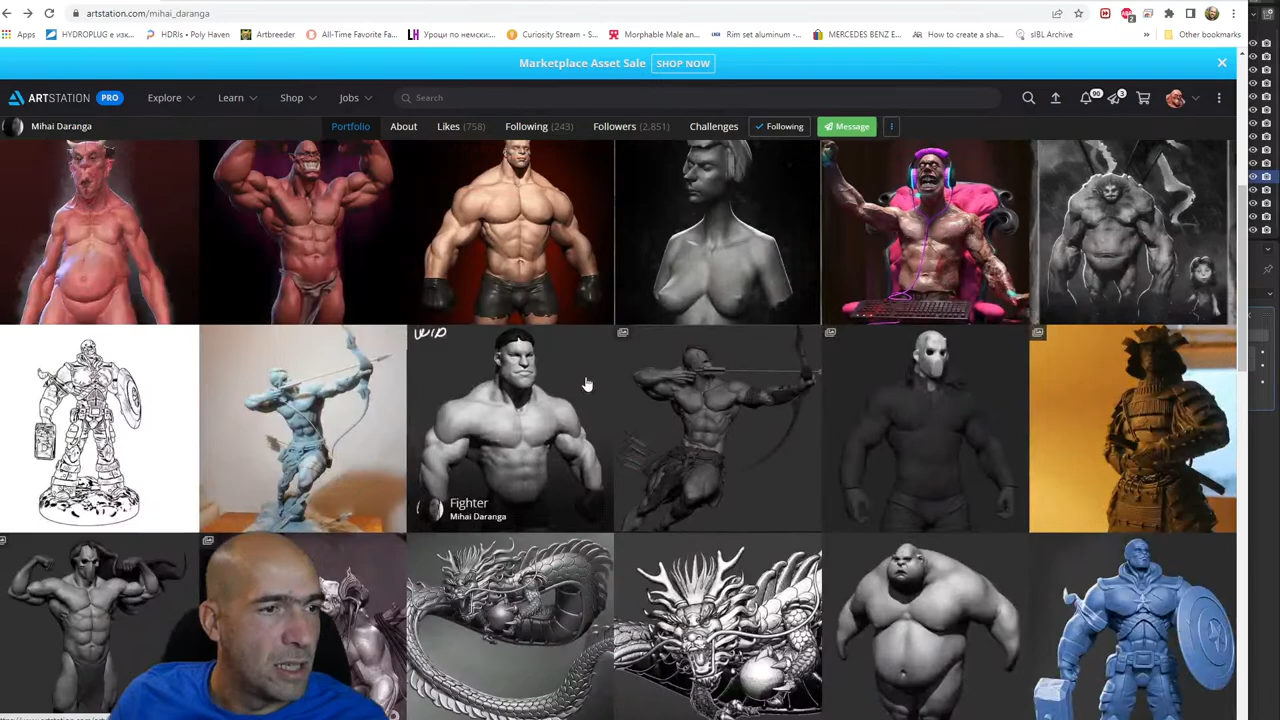 artstation.com/mihai_daranga
Apps
HYDROPLUG е изк...
HDRIs | Poly Haven
Artbreeder
All-Time Favorite Fa...
Уроци по немски...
Curiosity Stream - S...
Morphable Male an...
Rim set aluminum -...
MERCEDES BENZ E...
How to create a sha...
sIBL Archive
»
Other bookmarks
Marketplace Asset Sale
SHOP NOW
ARTSTATION
PRO
Explore
Learn
Shop
Jobs
Search
00
3
Mihai Daranga
Portfolio
About
Likes (758)
Following (243)
Followers (2,851)
Challenges
Following
Message
WIP
Fighter
Mihai Daranga